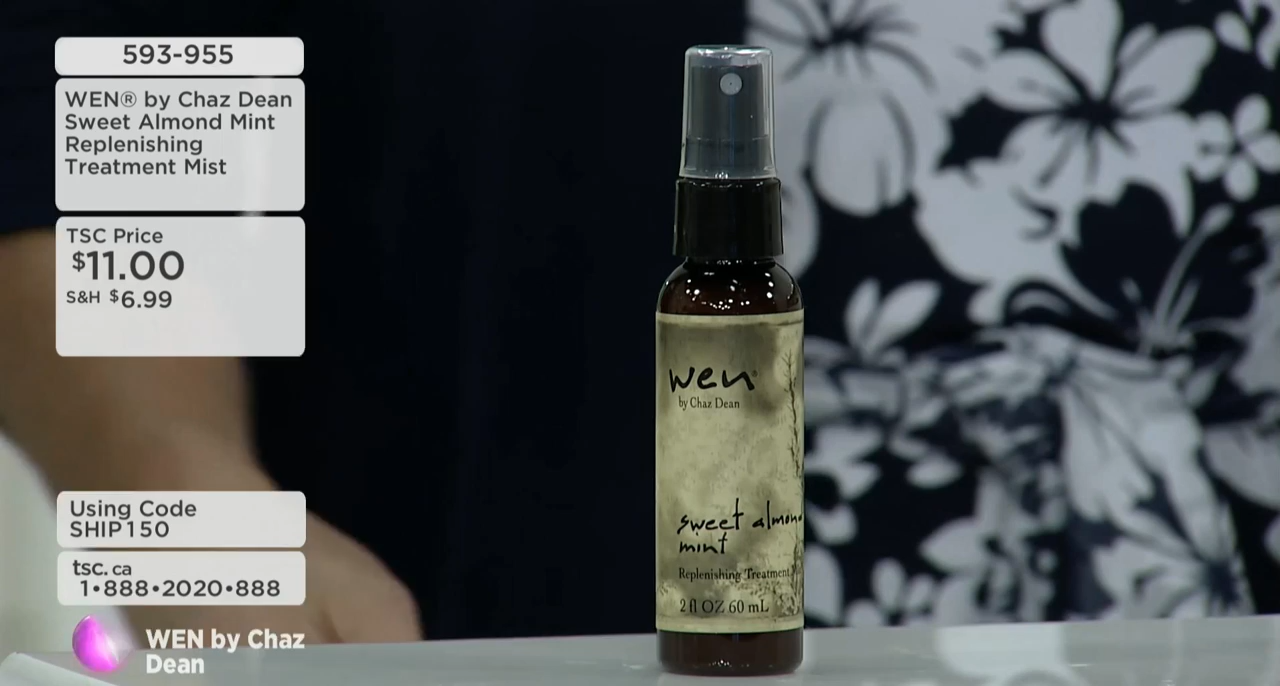 593-955
WEN® by Chaz Dean
Sweet Almond Mint
Replenishing
Treatment Mist
TSC Price
$11.00
S&H $6.99
Using Code
SHIP150
tsc.ca
1•888•2020•888
WEN by Chaz
Dean
wen
by Chaz Dean
sweet almond
mint
Replenishing Treatment
2 fl OZ 60 mL